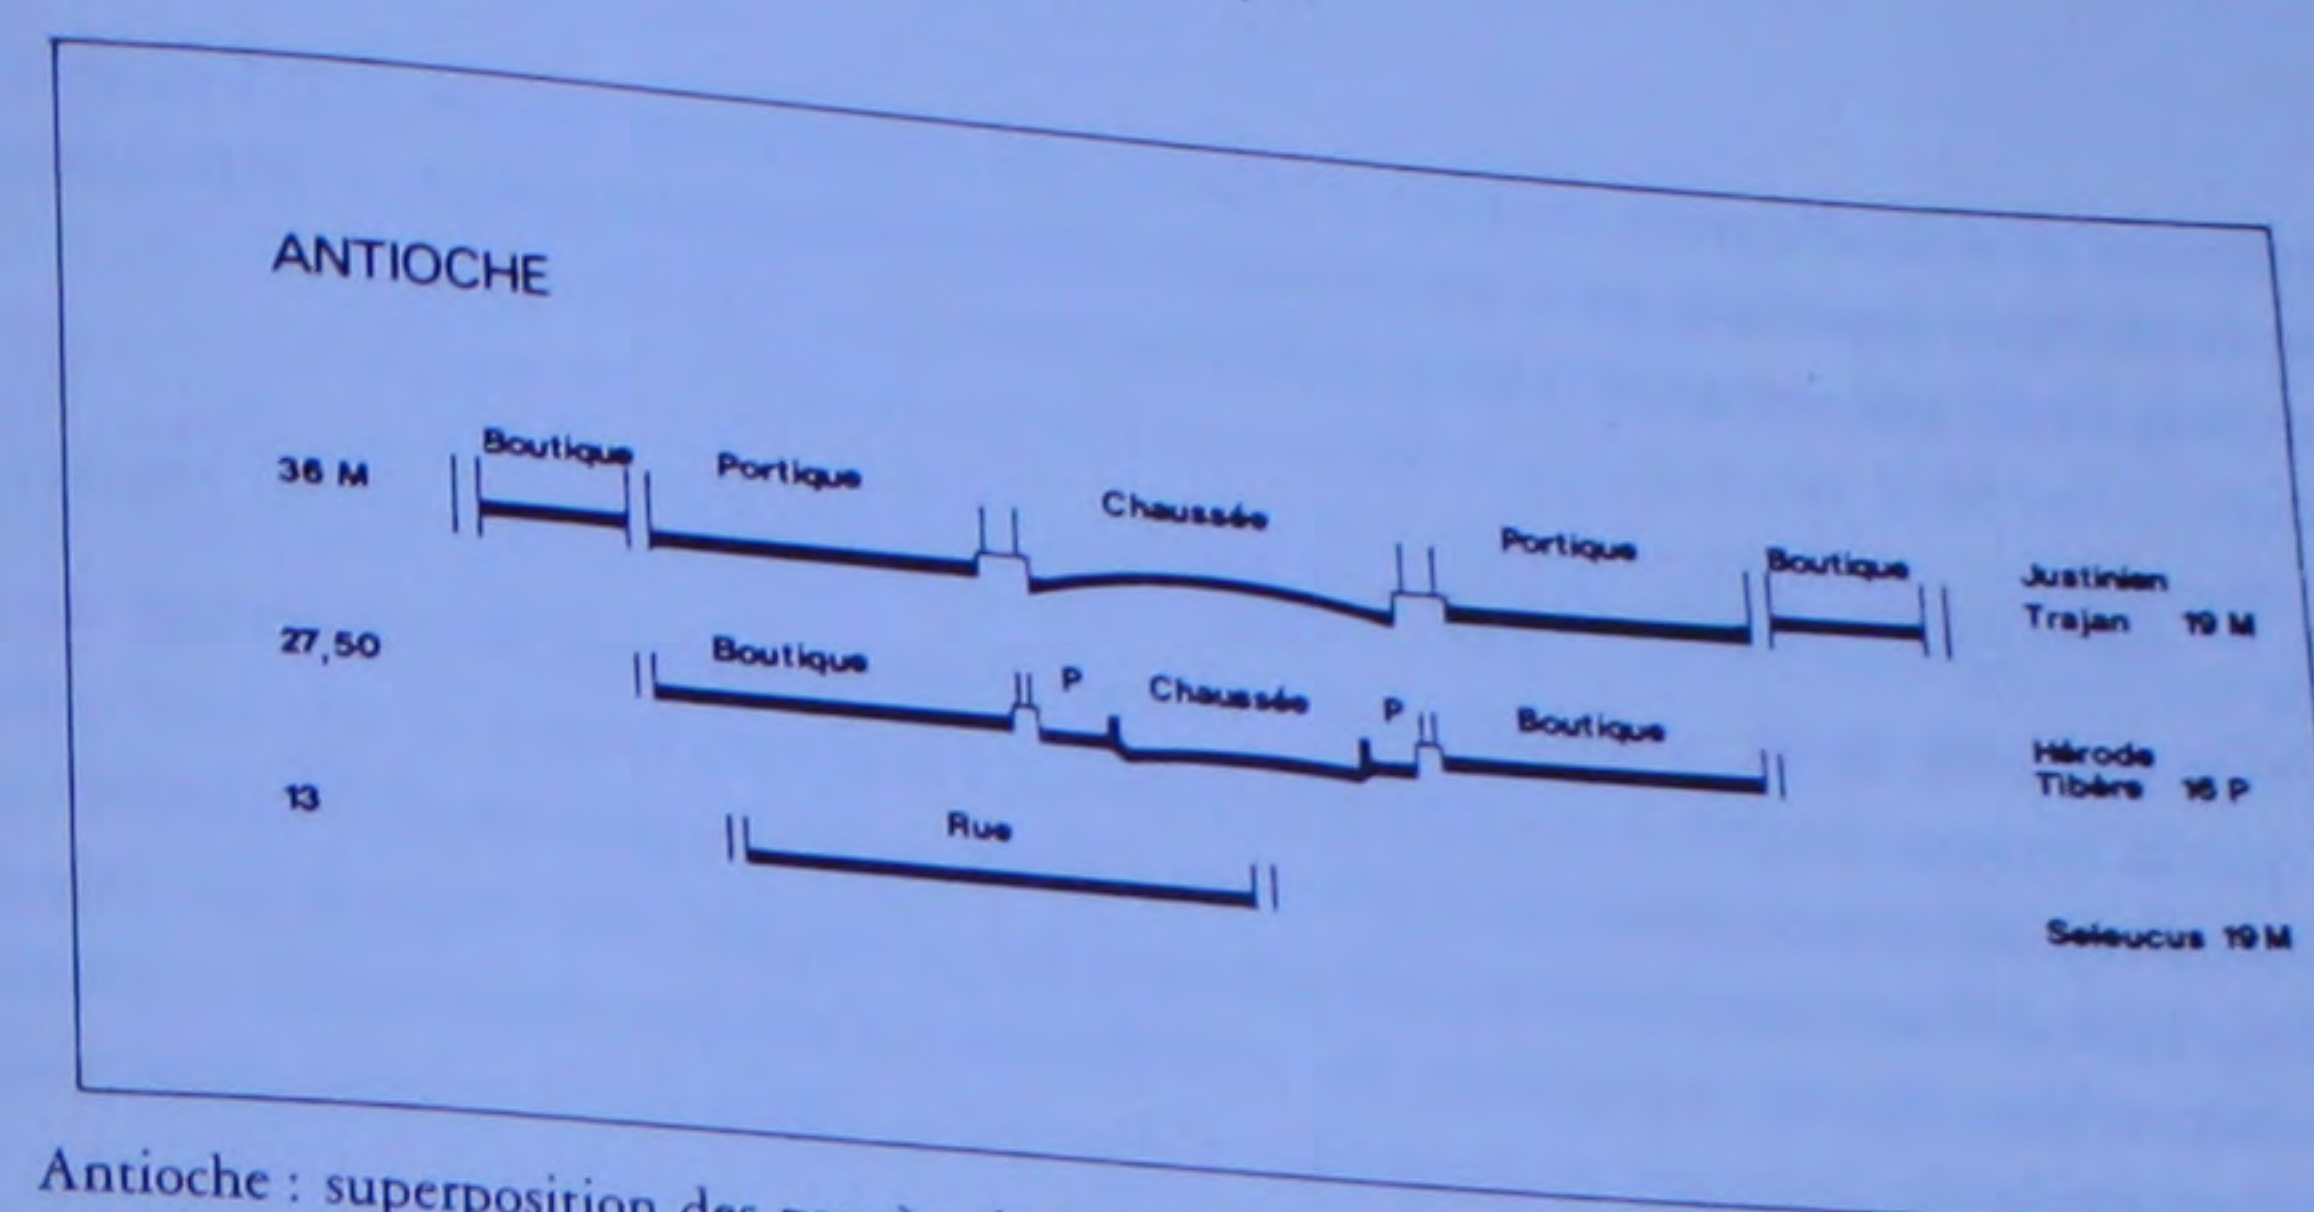 ANTIOCHE
36 M Boutique Portique Chaussée Portique Boutique Justinien
Trajan 19 M
27,50 Boutique P Chaussée P Boutique Hérode
Tibère 16 P
13 Rue
Seleucus 19 M
Antioche : superposition des